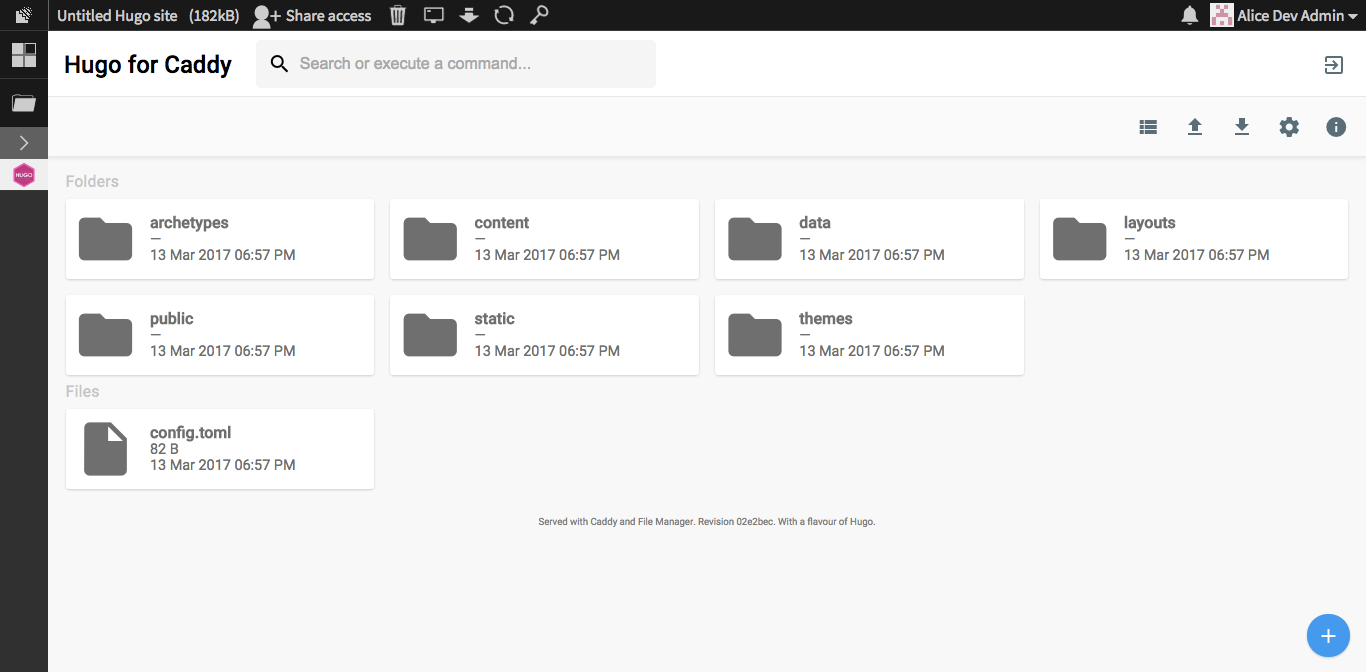 Untitled Hugo site (182kB) Share access Alice Dev Admin
Hugo for Caddy Search or execute a command...
HUGO
Folders
archetypes
—
13 Mar 2017 06:57 PM
content
—
13 Mar 2017 06:57 PM
data
—
13 Mar 2017 06:57 PM
layouts
—
13 Mar 2017 06:57 PM
public
—
13 Mar 2017 06:57 PM
static
—
13 Mar 2017 06:57 PM
themes
—
13 Mar 2017 06:57 PM
Files
config.toml
82 B
13 Mar 2017 06:57 PM
Served with Caddy and File Manager. Revision 02e2bec. With a flavour of Hugo.